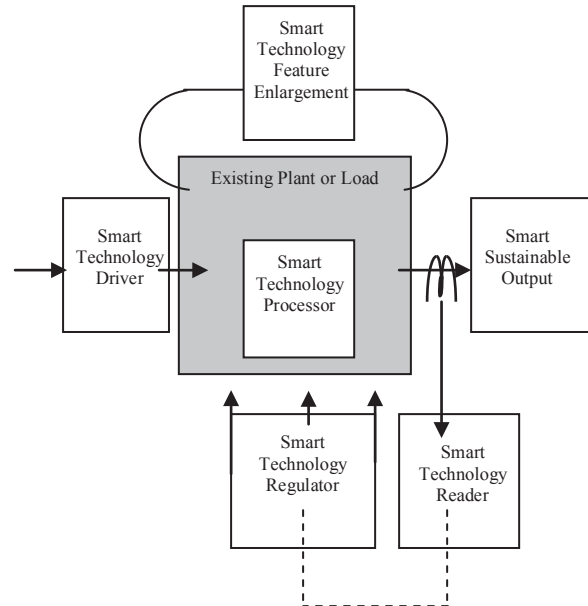 Smart
Technology
Feature
Enlargement
Existing Plant or Load
Smart
Technology
Driver
Smart
Technology
Processor
Smart
Sustainable
Output
Smart
Technology
Regulator
Smart
Technology
Reader